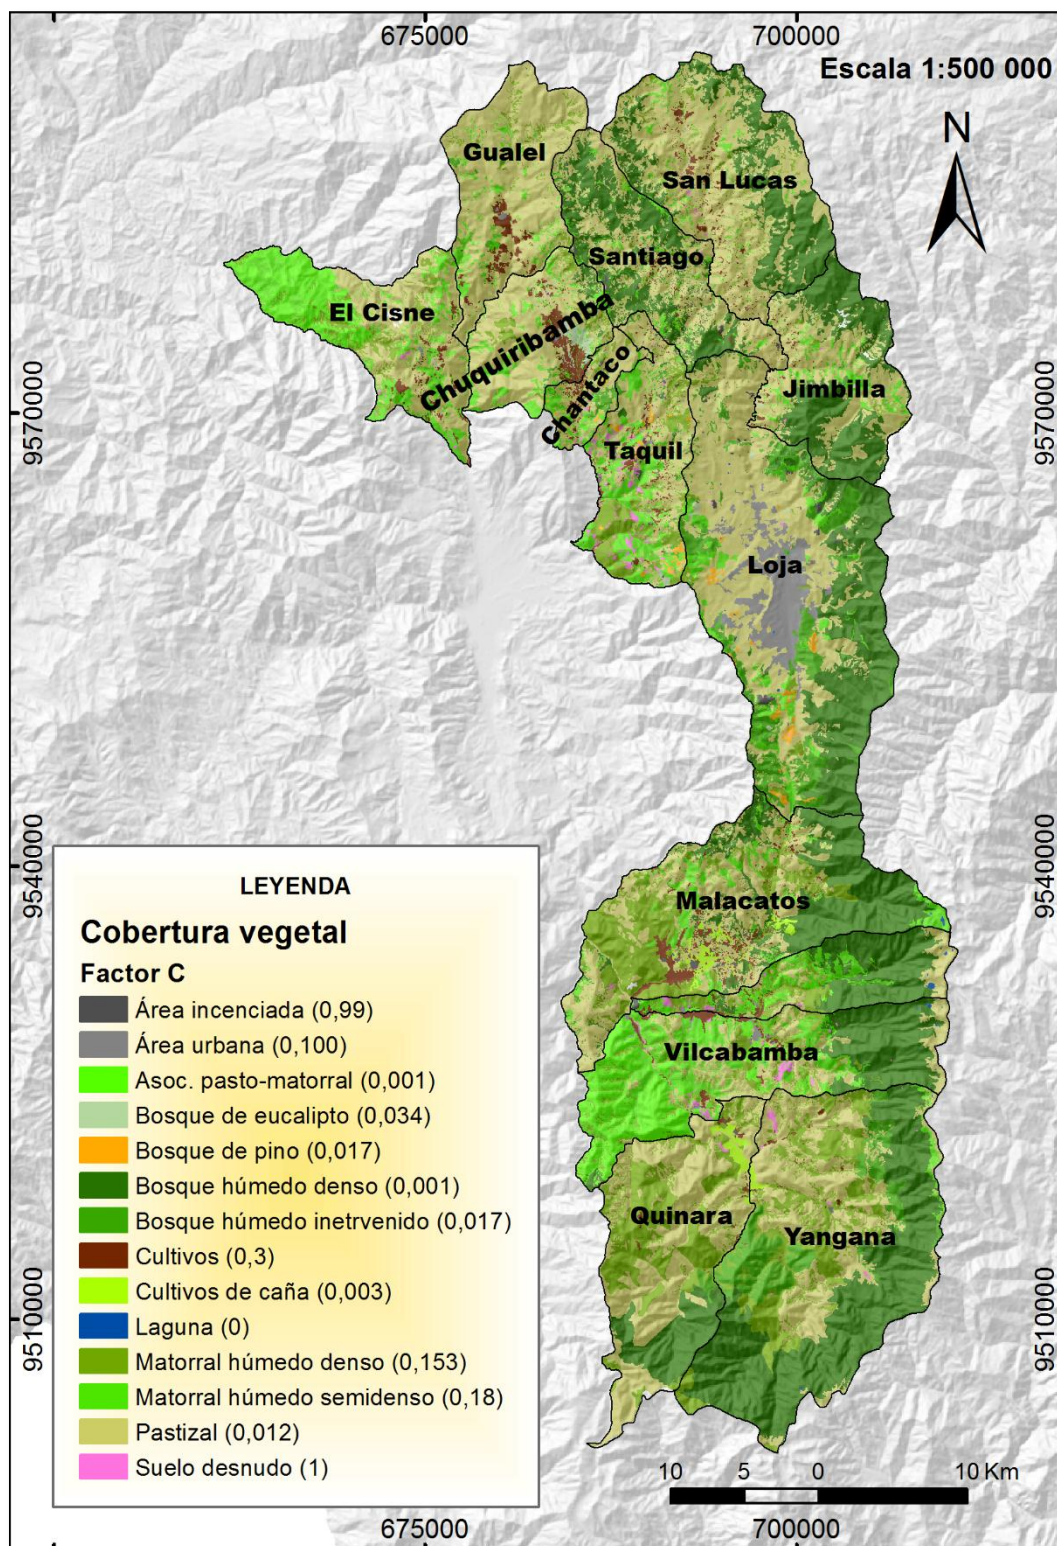 675000
700000
Escala 1:500 000
N
Gualel
San Lucas
Santiago
El Cisne
Chuquiribamba
Chantaco
Jimbilla
Taquil
9570000
9570000
Loja
9540000
9540000
Malacatos
Vilcabamba
Quinara
Yangana
9510000
9510000
LEYENDA
Cobertura vegetal
Factor C
Área incenciada (0,99)
Área urbana (0,100)
Asoc. pasto-matorral (0,001)
Bosque de eucalipto (0,034)
Bosque de pino (0,017)
Bosque húmedo denso (0,001)
Bosque húmedo inetrvenido (0,017)
Cultivos (0,3)
Cultivos de caña (0,003)
Laguna (0)
Matorral húmedo denso (0,153)
Matorral húmedo semidenso (0,18)
Pastizal (0,012)
Suelo desnudo (1)
10 5 0 10 Km
675000
700000